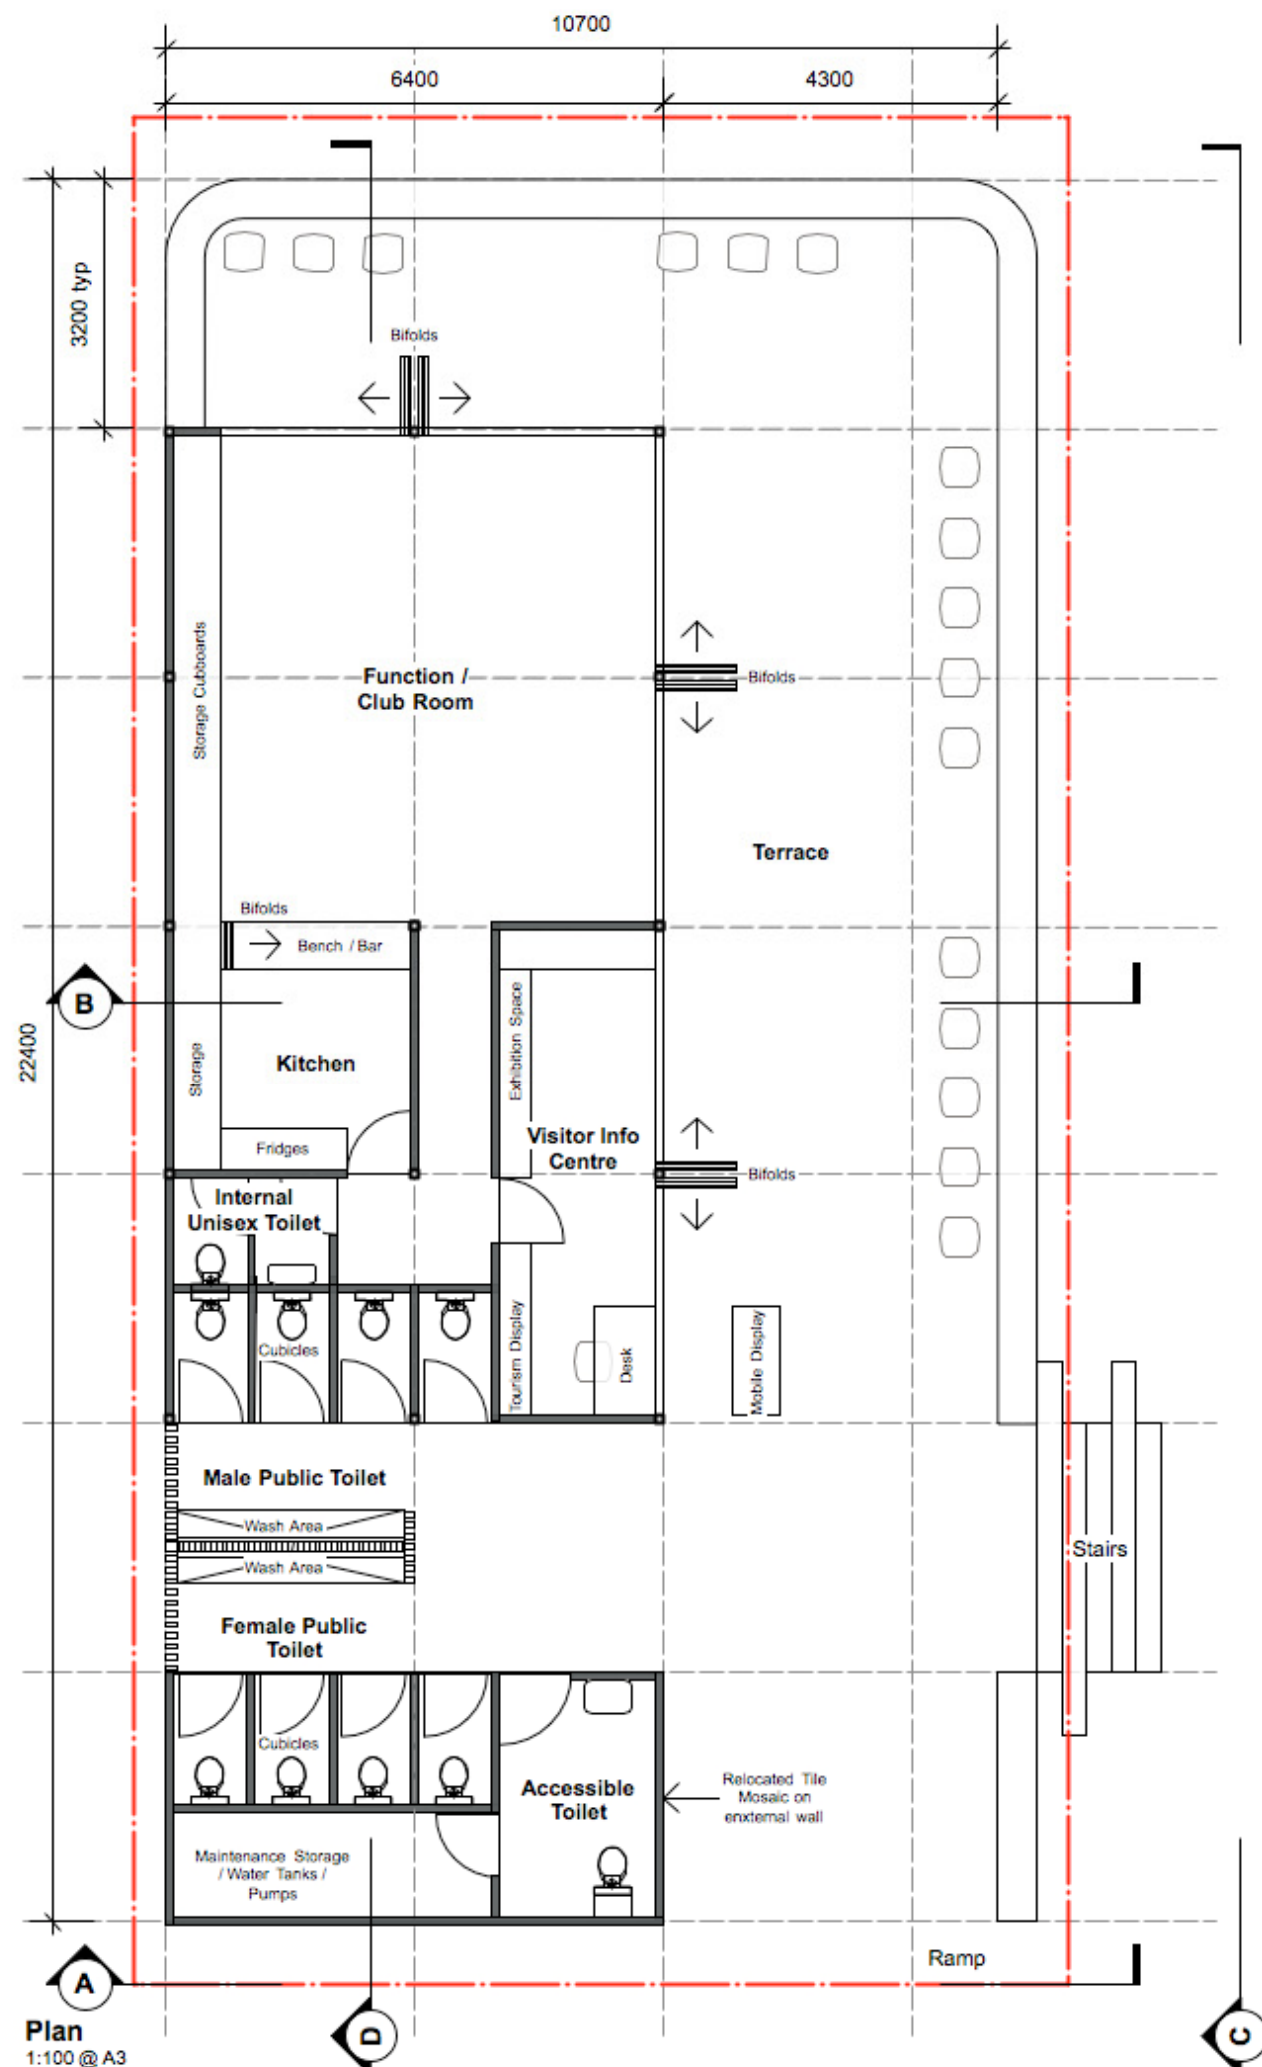 10700
6400
4300
3200 typ
Bifolds
Storage Cubboards
Function /
Club Room
Bifolds
Terrace
Bifolds
Bench / Bar
B
22400
Storage
Kitchen
Exhibition Space
Fridges
Visitor Info
Centre
Bifolds
Internal
Unisex Toilet
Cubicles
Tourism Display
Desk
Mobile Display
Male Public Toilet
Wash Area
Wash Area
Stairs
Female Public
Toilet
Cubicles
Accessible
Toilet
Relocated Tile
Mosaic on
enxternal wall
Maintenance Storage
/ Water Tanks /
Pumps
Ramp
A
D
C
Plan
1:100 @ A3